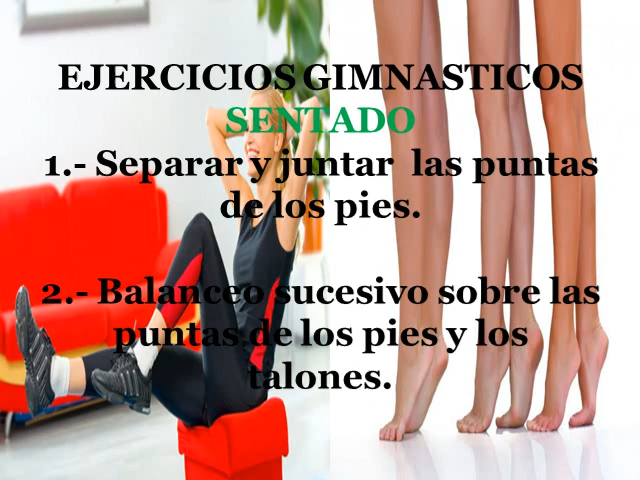 EJERCICIOS GIMNASTICOS
SENTADO
1.- Separar y juntar las puntas
de los pies.
2.- Balanceo sucesivo sobre las
puntas de los pies y los
talones.